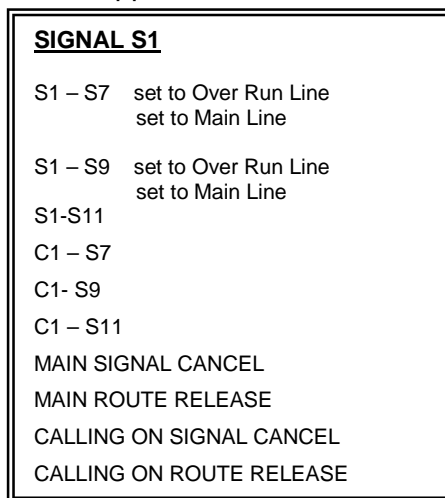 SIGNAL S1
S1 – S7 set to Over Run Line
set to Main Line
S1 – S9 set to Over Run Line
set to Main Line
S1-S11
C1 – S7
C1- S9
C1 – S11
MAIN SIGNAL CANCEL
MAIN ROUTE RELEASE
CALLING ON SIGNAL CANCEL
CALLING ON ROUTE RELEASE